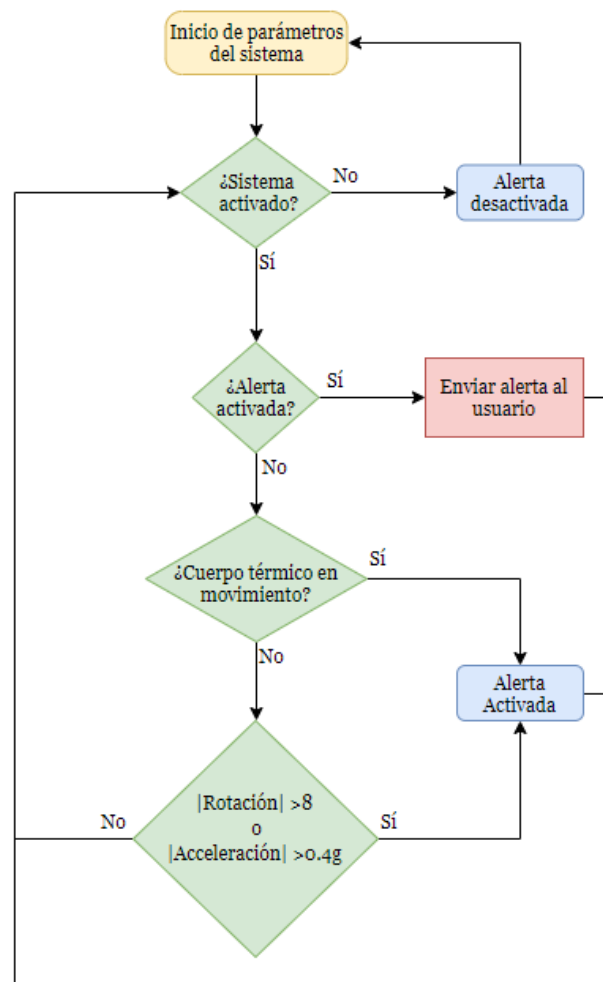 Inicio de parámetros
del sistema
¿Sistema
activado?
No
Alerta
desactivada
Sí
¿Alerta
activada?
Sí
Enviar alerta al
usuario
No
¿Cuerpo térmico en
movimiento?
Sí
No
Alerta
Activada
|Rotación| >8
o
|Acceleración| >0.4g
No
Sí